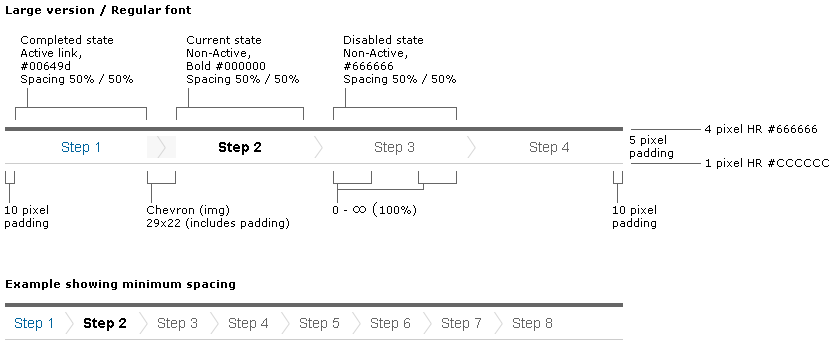 Large version / Regular font
Completed state
Active link,
#00649d
Spacing 50% / 50%
Current state
Non-Active,
Bold #000000
Spacing 50% / 50%
Disabled state
Non-Active,
#666666
Spacing 50% / 50%
4 pixel HR #666666
5 pixel
padding
1 pixel HR #CCCCCC
Step 1
Step 2
Step 3
Step 4
10 pixel
padding
Chevron (img)
29x22 (includes padding)
0 - ∞ (100%)
10 pixel
padding
Example showing minimum spacing
Step 1 Step 2 Step 3 Step 4 Step 5 Step 6 Step 7 Step 8